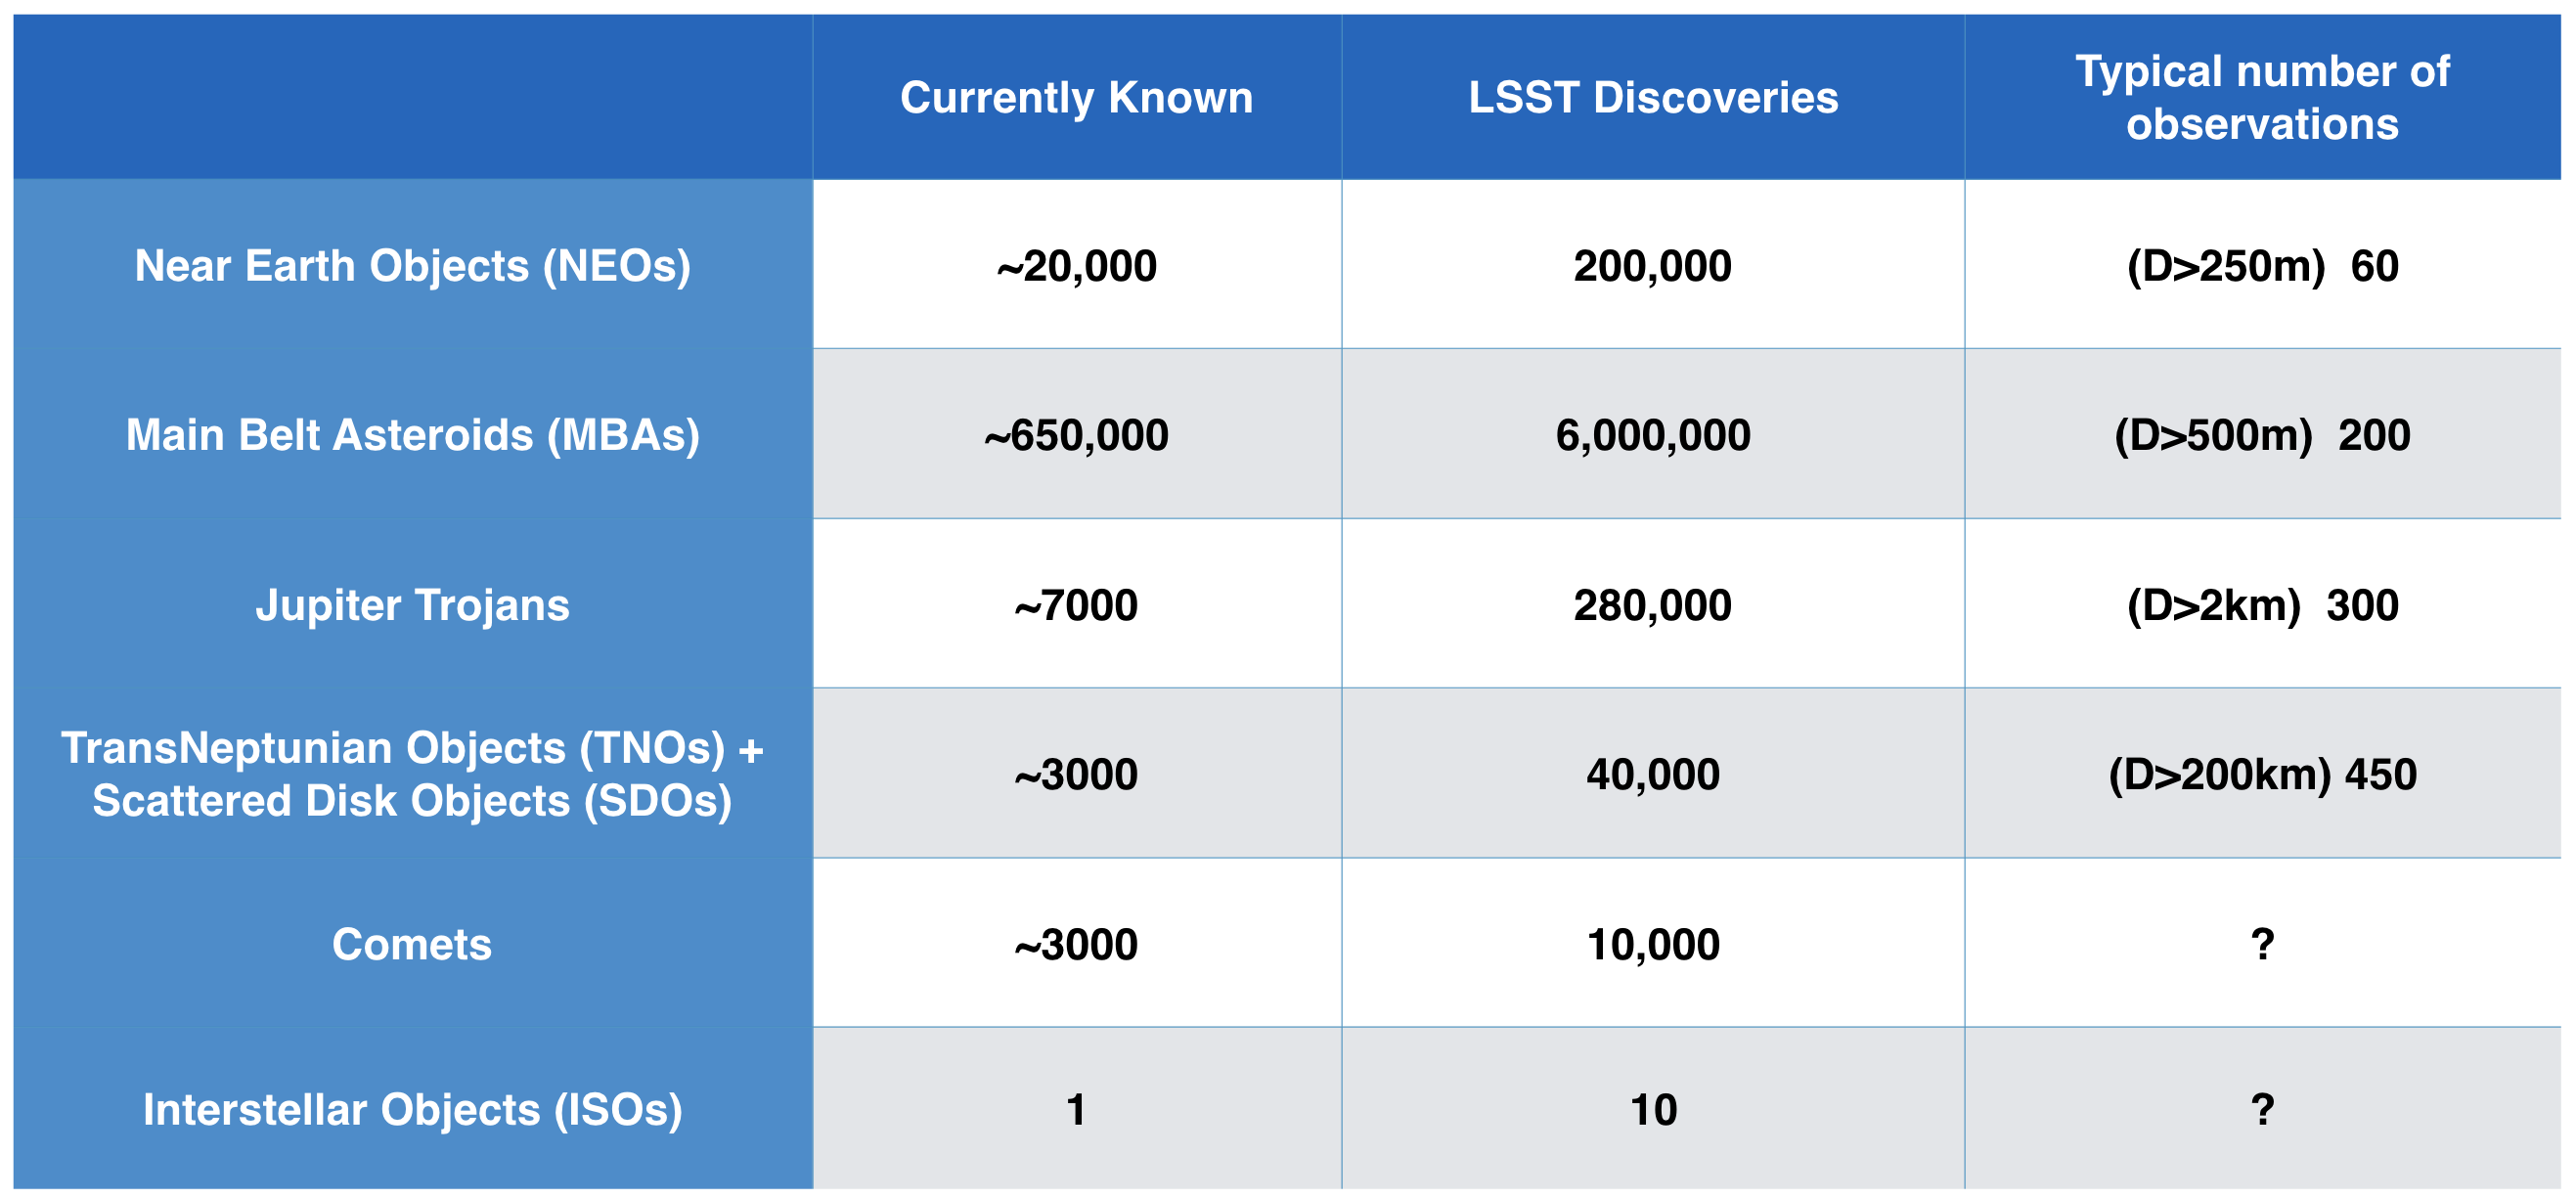 Currently Known
LSST Discoveries
Typical number of
observations
Near Earth Objects (NEOs)
~20,000
200,000
(D>250m) 60
Main Belt Asteroids (MBAs)
~650,000
6,000,000
(D>500m) 200
Jupiter Trojans
~7000
280,000
(D>2km) 300
TransNeptunian Objects (TNOs) +
Scattered Disk Objects (SDOs)
~3000
40,000
(D>200km) 450
Comets
~3000
10,000
?
Interstellar Objects (ISOs)
1
10
?